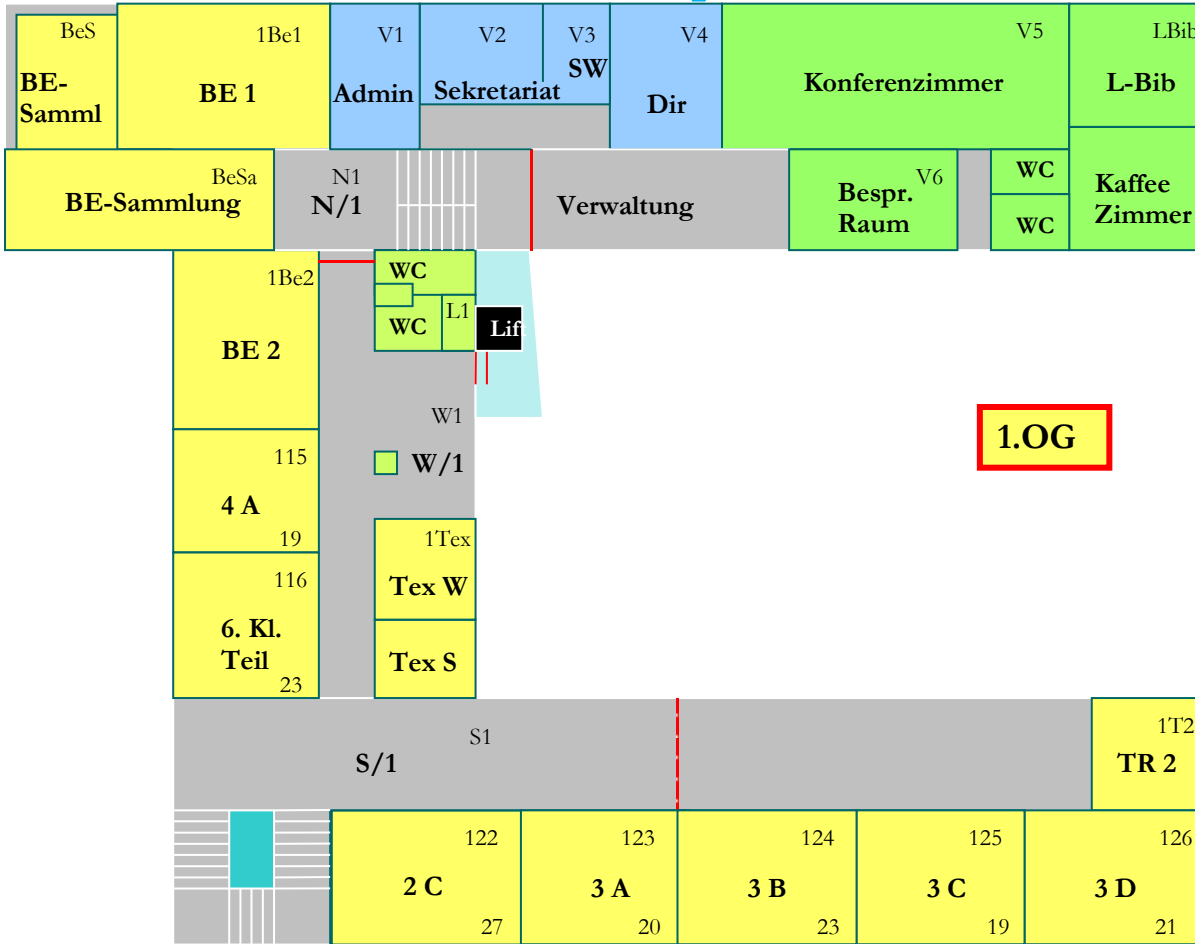 BeS
BE-
Samml
1Be1
BE 1
V1
Admin
V2
Sekretariat
V3
SW
V4
Dir
V5
Konferenzimmer
LBib
L-Bib
BeSa
BE-Sammlung
N1
N/1
Verwaltung
V6
Bespr.
Raum
WC
WC
Kaffee
Zimmer
1Be2
BE 2
WC
WC
L1
Lif
W1
W/1
1.OG
115
4 A
19
116
6. Kl.
Teil
23
1Tex
Tex W
Tex S
S1
S/1
1T2
TR 2
122
2 C
27
123
3 A
20
124
3 B
23
125
3 C
19
126
3 D
21